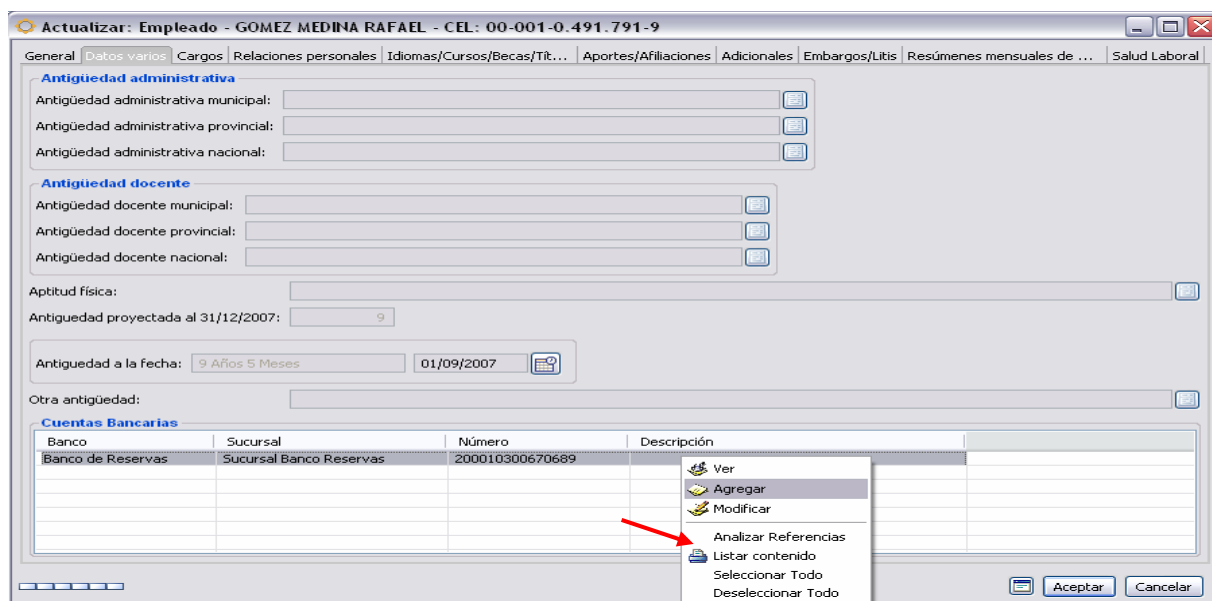 Actualizar: Empleado - GOMEZ MEDINA RAFAEL - CEL: 00-001-0.491.791-9
General Datos varios Cargos Relaciones personales Idiomas/Cursos/Becas/Tít... Aportes/Afiliaciones Adicionales Embargos/Litis Resúmenes mensuales de ... Salud Laboral
Antigüedad administrativa
Antigüedad administrativa municipal:
Antigüedad administrativa provincial:
Antigüedad administrativa nacional:
Antigüedad docente
Antigüedad docente municipal:
Antigüedad docente provincial:
Antigüedad docente nacional:
Aptitud física:
Antiguedad proyectada al 31/12/2007: 9
Antiguedad a la fecha: 9 Años 5 Meses 01/09/2007
Otra antigüedad:
Cuentas Bancarias
Banco Sucursal Número Descripción
Banco de Reservas Sucursal Banco Reservas 200010300670689
Ver
Agregar
Modificar
Analizar Referencias
Listar contenido
Seleccionar Todo
Deseleccionar Todo
Aceptar Cancelar